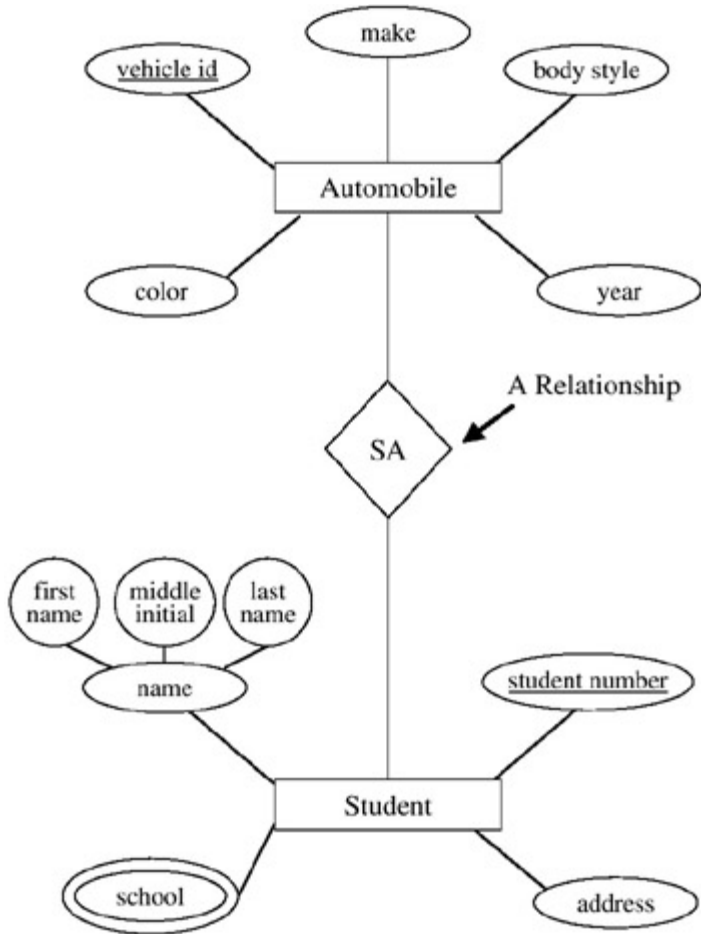 make
vehicle id
body style
Automobile
color
year
A Relationship
SA
first
name
middle
initial
last
name
name
student number
Student
school
address